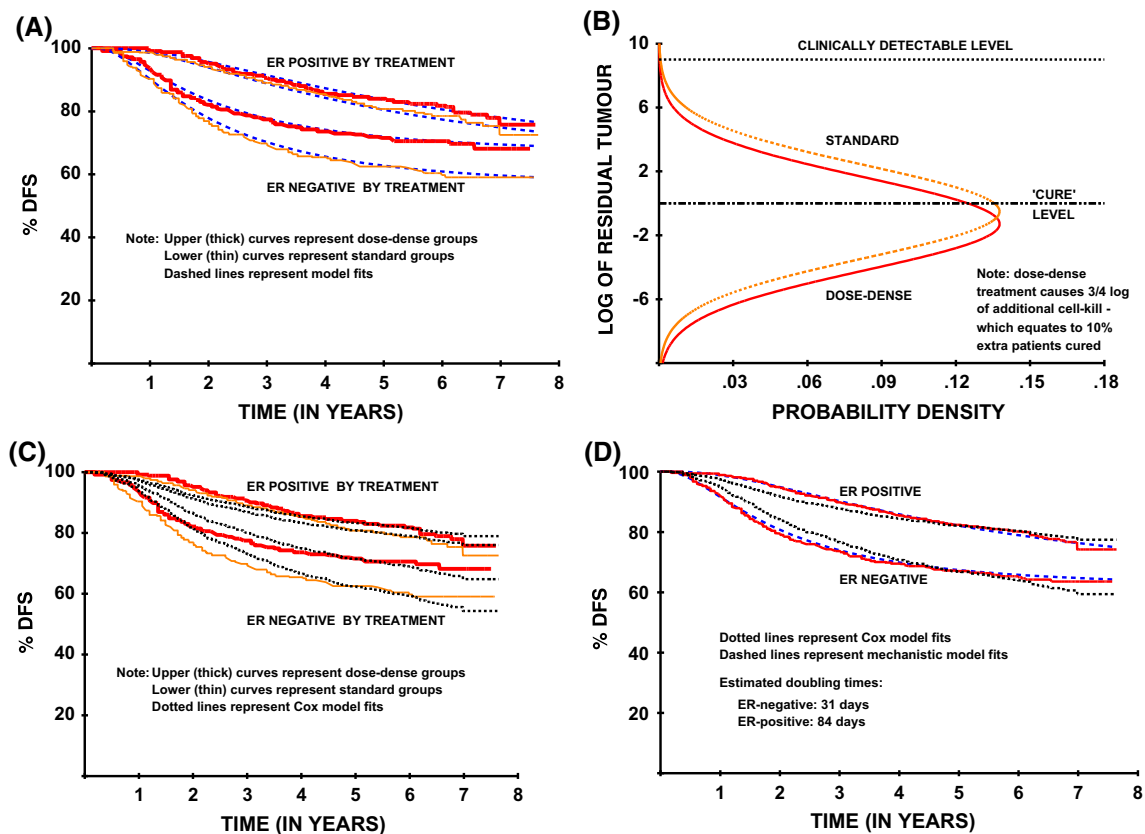 (A)
100
80
60
40
20
% DFS
ER POSITIVE BY TREATMENT
ER NEGATIVE BY TREATMENT
Note: Upper (thick) curves represent dose-dense groups
Lower (thin) curves represent standard groups
Dashed lines represent model fits
1 2 3 4 5 6 7 8
TIME (IN YEARS)
(B)
10
6
2
-2
-6
LOG OF RESIDUAL TUMOUR
CLINICALLY DETECTABLE LEVEL
STANDARD
'CURE'
LEVEL
DOSE-DENSE
Note: dose-dense
treatment causes 3/4 log
of additional cell-kill -
which equates to 10%
extra patients cured
.03 .06 .09 .12 .15 .18
PROBABILITY DENSITY
(C)
100
80
60
40
20
% DFS
ER POSITIVE BY TREATMENT
ER NEGATIVE BY TREATMENT
Note: Upper (thick) curves represent dose-dense groups
Lower (thin) curves represent standard groups
Dotted lines represent Cox model fits
1 2 3 4 5 6 7 8
TIME (IN YEARS)
(D)
100
80
60
40
20
% DFS
ER POSITIVE
ER NEGATIVE
Dotted lines represent Cox model fits
Dashed lines represent mechanistic model fits
Estimated doubling times:
ER-negative: 31 days
ER-positive: 84 days
1 2 3 4 5 6 7 8
TIME (IN YEARS)